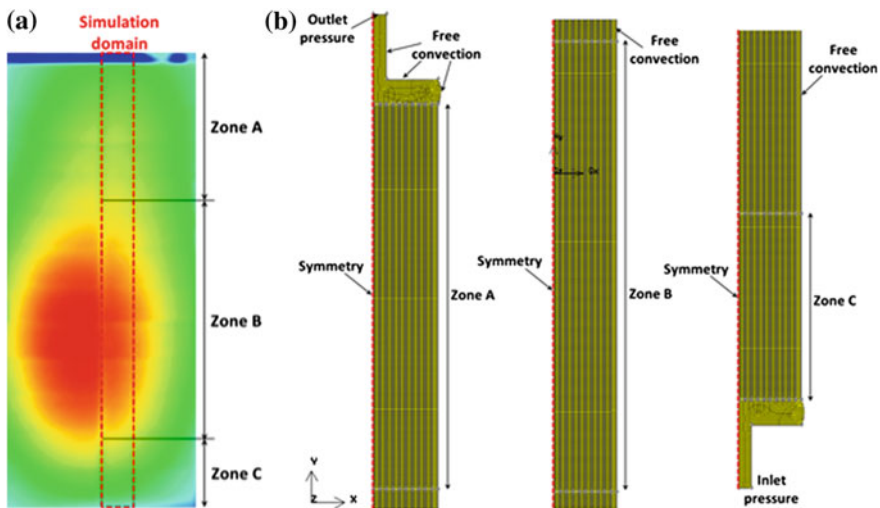 (a)
Simulation
domain
Zone A
Zone B
Zone C
(b)
Outlet
pressure
Free
convection
Symmetry
Zone A
Y
Z
X
Free
convection
Symmetry
Zone B
Free
convection
Symmetry
Zone C
Inlet
pressure